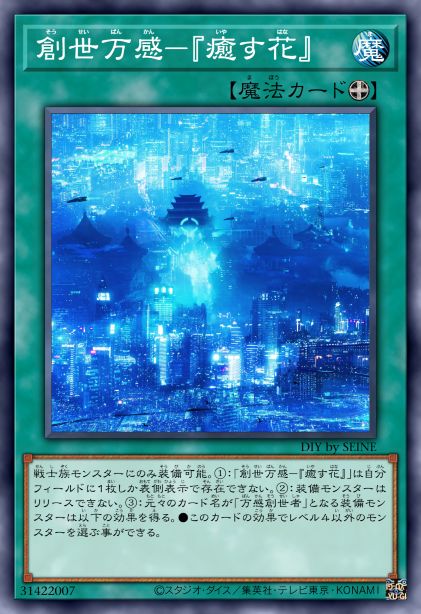 創世万感－『癒す花』
魔
【魔法カード】
DIY by SEINE
戦士族モンスターにのみ装備可能。①：「創世万感－『癒す花』」は自分
フィールドに1枚しか表側表示で存在できない。②：装備モンスターは
リリースできない。③：元々のカード名が「万感創世者」となる装備モン
スターは以下の効果を得る。●このカードの効果でレベル4以外のモン
スターを選ぶ事ができる。
31422007
©スタジオ・ダイス／集英社・テレビ東京・KONAMI